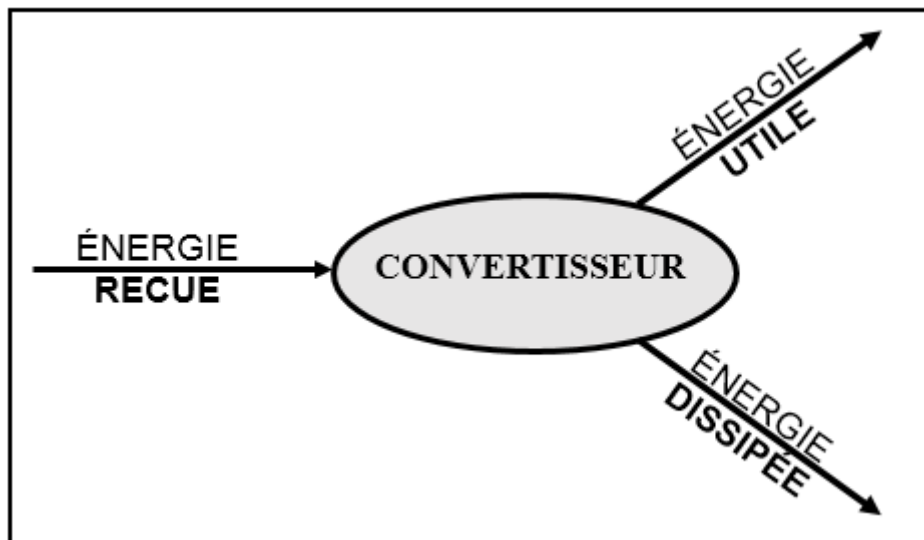 ÉNERGIE
RECUE
CONVERTISSEUR
ÉNERGIE
UTILE
ÉNERGIE
DISSIPÉE